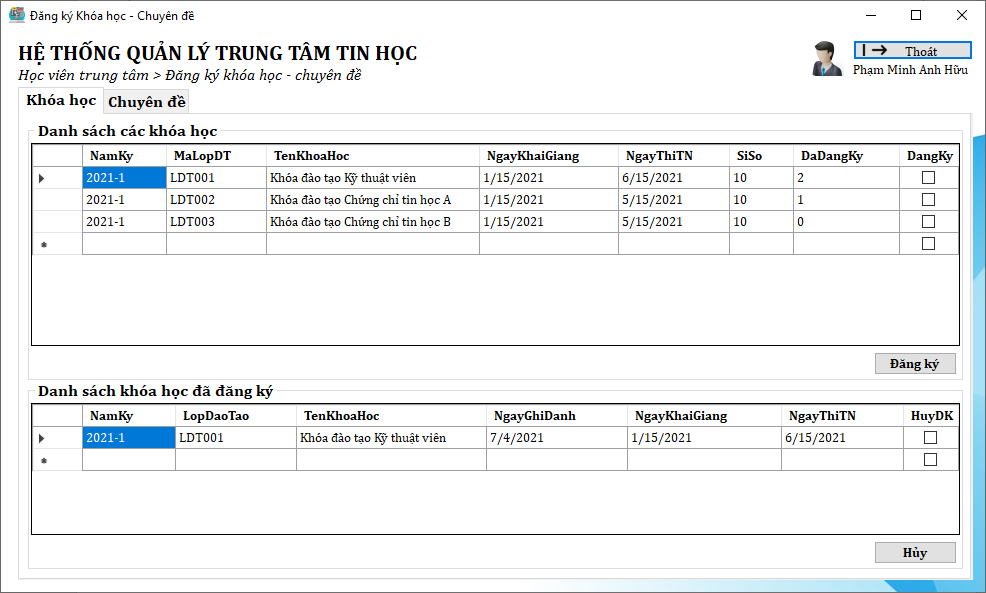 Đăng ký Khóa học - Chuyên đề
HỆ THỐNG QUẢN LÝ TRUNG TÂM TIN HỌC
Thoát
Học viên trung tâm > Đăng ký khóa học - chuyên đề
Phạm Minh Anh Hữu
Khóa học Chuyên đề
Danh sách các khóa học
NamKy MaLopDT TenKhoaHoc NgayKhaiGiang NgayThiTN SiSo DaDangKy DangKy
2021-1 LDT001 Khóa đào tạo Kỹ thuật viên 1/15/2021 6/15/2021 10 2
2021-1 LDT002 Khóa đào tạo Chứng chỉ tin học A 1/15/2021 5/15/2021 10 1
2021-1 LDT003 Khóa đào tạo Chứng chỉ tin học B 1/15/2021 5/15/2021 10 0
Đăng ký
Danh sách khóa học đã đăng ký
NamKy LopDaoTao TenKhoaHoc NgayGhiDanh NgayKhaiGiang NgayThiTN HuyDK
2021-1 LDT001 Khóa đào tạo Kỹ thuật viên 7/4/2021 1/15/2021 6/15/2021
Hủy